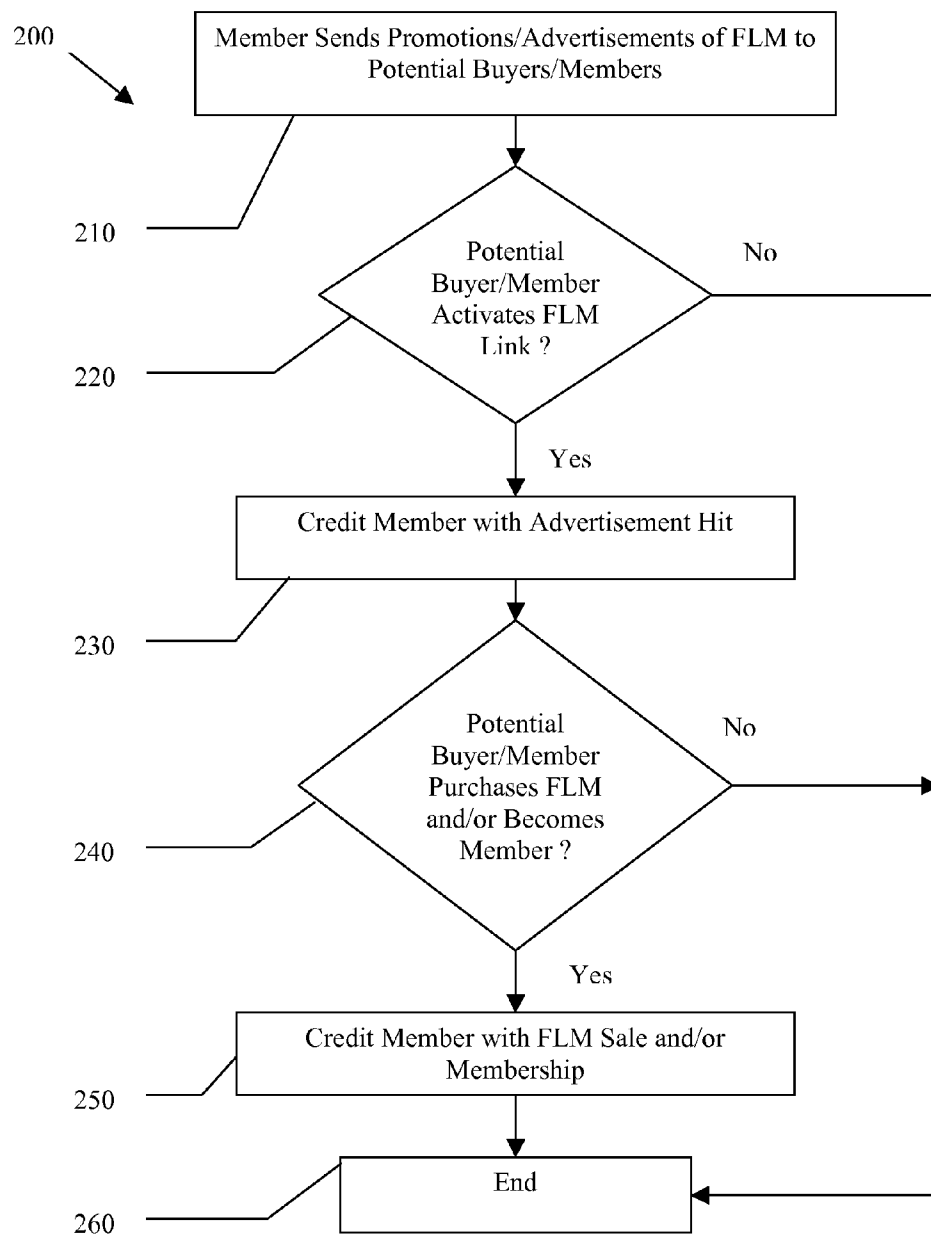 200
Member Sends Promotions/Advertisements of FLM to
Potential Buyers/Members
210
Potential
Buyer/Member
Activates FLM
Link ?
No
220
Yes
Credit Member with Advertisement Hit
230
Potential
Buyer/Member
Purchases FLM
and/or Becomes
Member ?
No
240
Yes
Credit Member with FLM Sale and/or
Membership
250
End
260